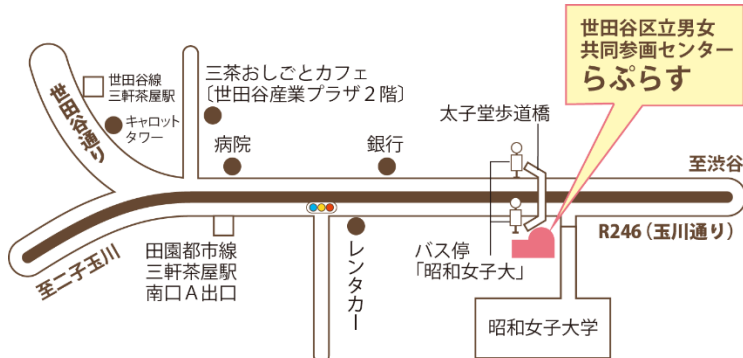 世田谷区立男女
共同参画センター
らぷらす
世田谷通り
世田谷線
三軒茶屋駅
キャロット
タワー
三茶おしごとカフェ
〔世田谷産業プラザ2階〕
病院
銀行
太子堂歩道橋
至渋谷
R246（玉川通り）
至二子玉川
田園都市線
三軒茶屋駅
南口A出口
レンタカー
バス停
「昭和女子大」
昭和女子大学